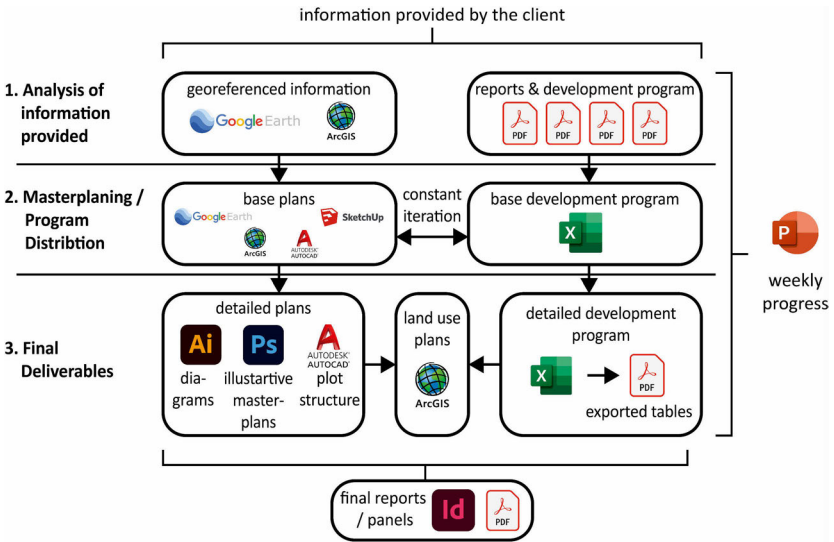 information provided by the client
1. Analysis of
information
provided
georeferenced information
Google Earth
ArcGIS
reports & development program
PDF PDF PDF PDF
2. Masterplaning /
Program
Distribtion
base plans
Google Earth
SketchUp
ArcGIS
AUTODESK®
AUTOCAD®
constant
iteration
base development program
X
P
weekly
progress
3. Final
Deliverables
detailed plans
Ai
Ps
AUTODESK®
AUTOCAD®
dia-
grams
illustartive
master-
plans
plot
structure
land use
plans
ArcGIS
detailed development
program
X
PDF
exported tables
final reports
/ panels
Id
PDF